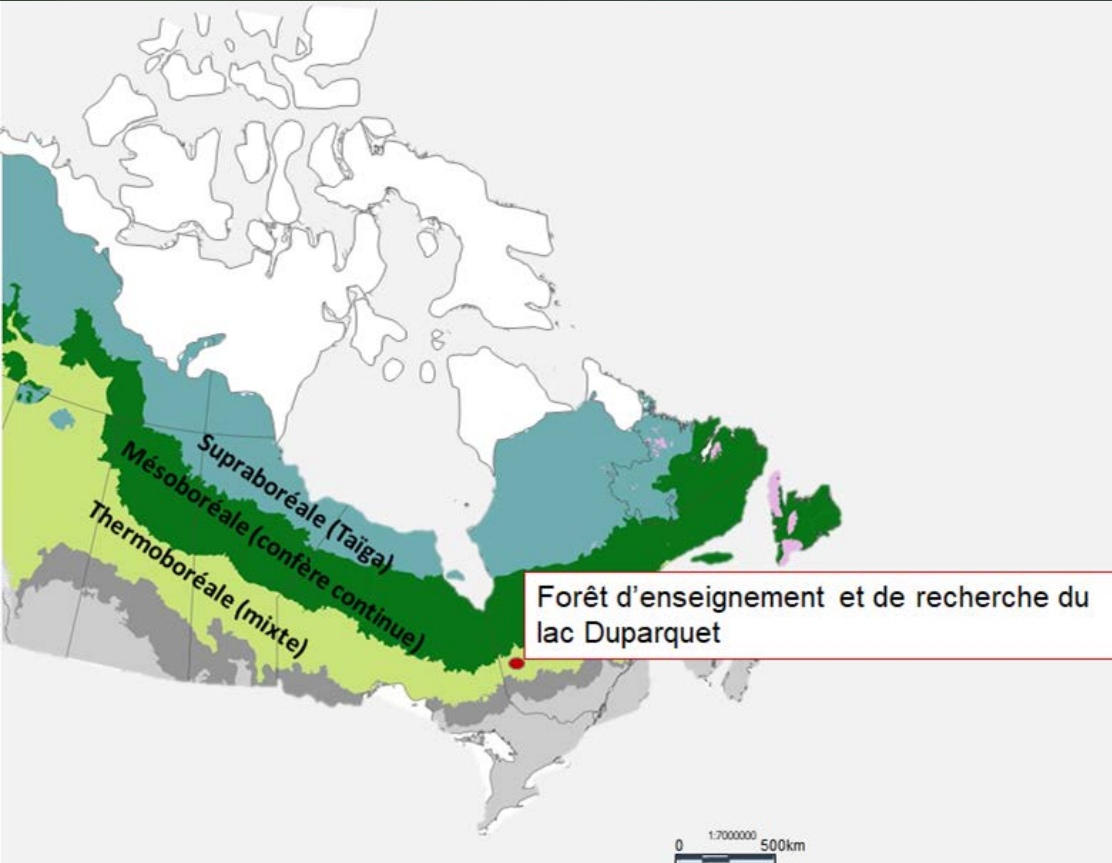 Supraboréale (Taïga)
Mésoboréale (confère continue)
Thermoboréale (mixte)
Forêt d'enseignement et de recherche du
lac Duparquet
1:7000000
0 500km